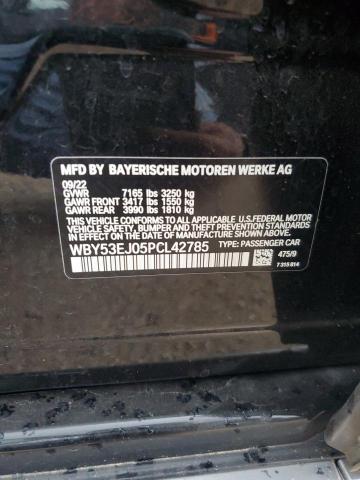 MFD BY BAYERISCHE MOTOREN WERKE AG
09/22
GVWR 7165 lbs 3250 kg
GAWR FRONT 3417 lbs 1550 kg
GAWR REAR 3990 lbs 1810 kg
THIS VEHICLE CONFORMS TO ALL APPLICABLE U.S. FEDERAL MOTOR
VEHICLE SAFETY, BUMPER AND THEFT PREVENTION STANDARDS
IN EFFECT ON THE DATE OF MANUFACTURE SHOWN ABOVE.
WBY53EJ05PCL42785 TYPE: PASSENGER CAR
475/9
7 315 014